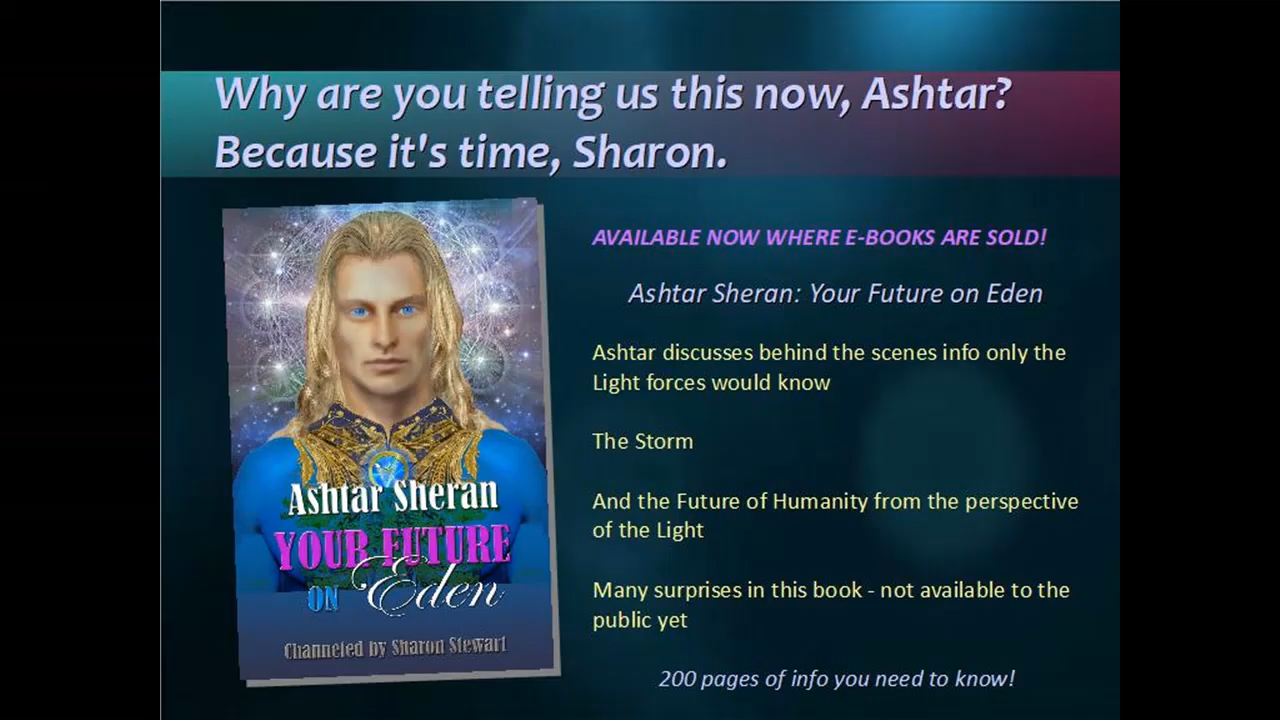 Why are you telling us this now, Ashtar?
Because it's time, Sharon.
AVAILABLE NOW WHERE E-BOOKS ARE SOLD!
Ashtar Sheran: Your Future on Eden
Ashtar discusses behind the scenes info only the
Light forces would know
The Storm
And the Future of Humanity from the perspective
of the Light
Many surprises in this book - not available to the
public yet
200 pages of info you need to know!
Ashtar Sheran
YOUR FUTURE
ON Eden
Channeled by Sharon Stewart